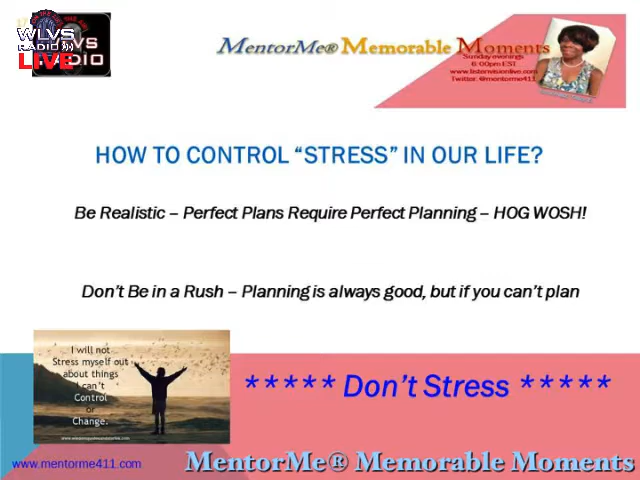 WLVS
RADIO
LIVE
MentorMe® Memorable Moments
Sunday evenings
6:00pm EST
www.listenvisionlive.com
Twitter: @mentorme411
HOW TO CONTROL “STRESS” IN OUR LIFE?
Be Realistic – Perfect Plans Require Perfect Planning – HOG WOSH!
Don’t Be in a Rush – Planning is always good, but if you can’t plan
I will not
Stress myself out
about things
I can’t
Control
or
Change.
***** Don’t Stress *****
www.mentorme411.com
MentorMe® Memorable Moments